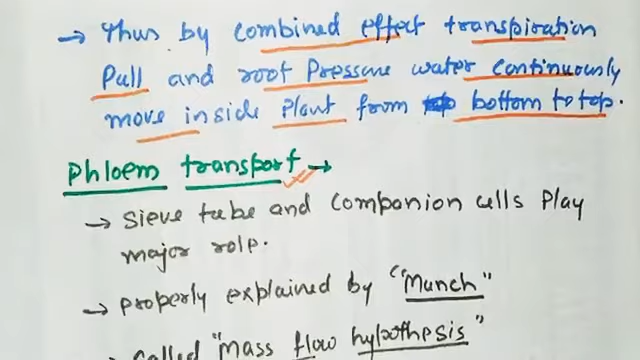 → Thus by combined effect transpiration
Pull and root Pressure water continuously
move inside Plant from bottom to top.
Phloem transport →
→ Sieve tube and companion cells Play
major role.
→ Properly explained by "Munch"
→ called "Mass flow hypothesis"